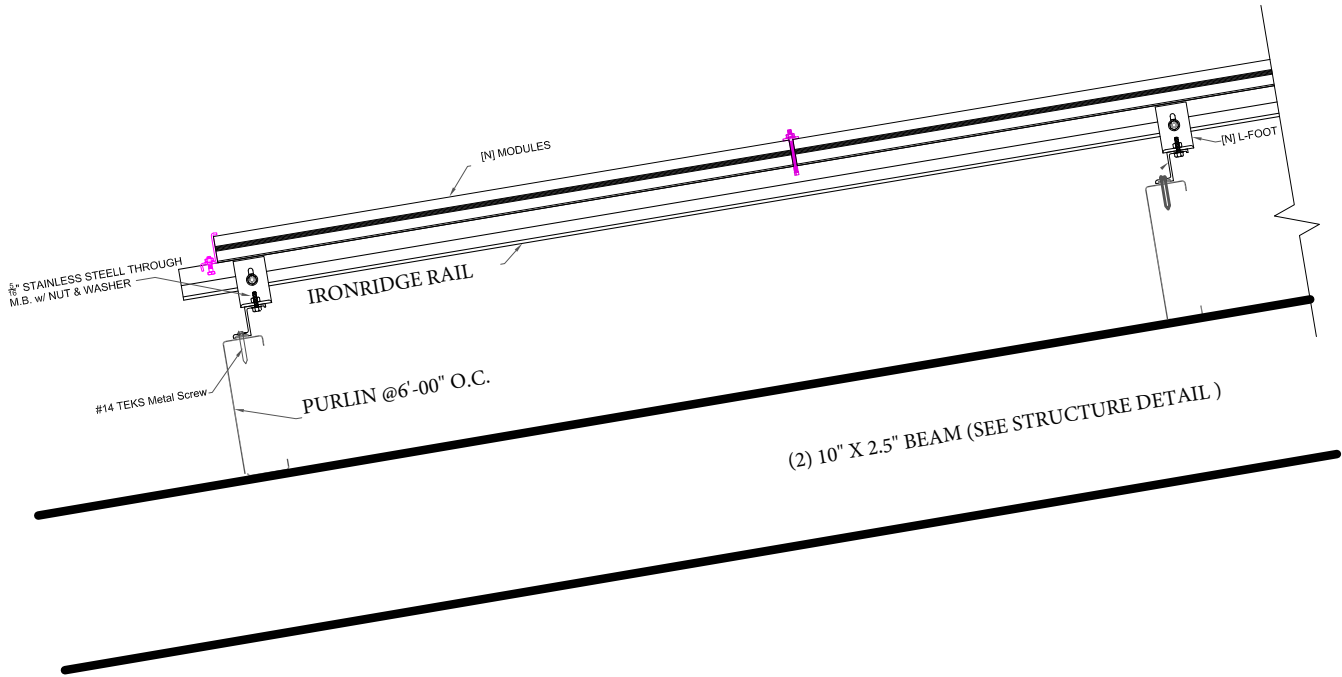 [N] MODULES
[N] L-FOOT
5/16" STAINLESS STEELL THROUGH
M.B. w/ NUT & WASHER
IRONRIDGE RAIL
#14 TEKS Metal Screw
PURLIN @6'-00" O.C.
(2) 10" X 2.5" BEAM (SEE STRUCTURE DETAIL )